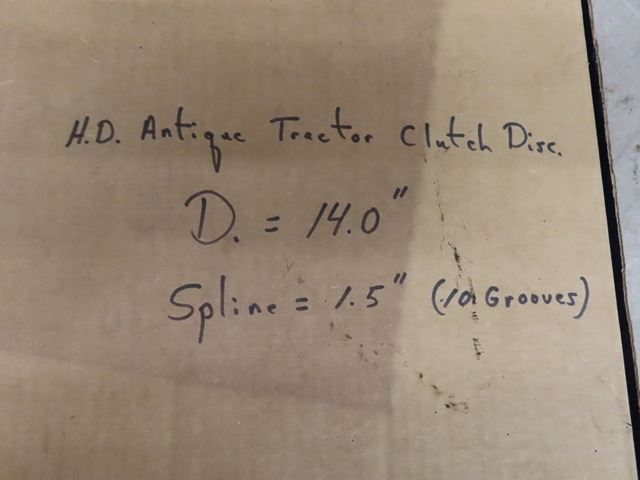 H.D. Antique Tractor Clutch Disc.
D. = 14.0"
Spline = 1.5" (10 Grooves)